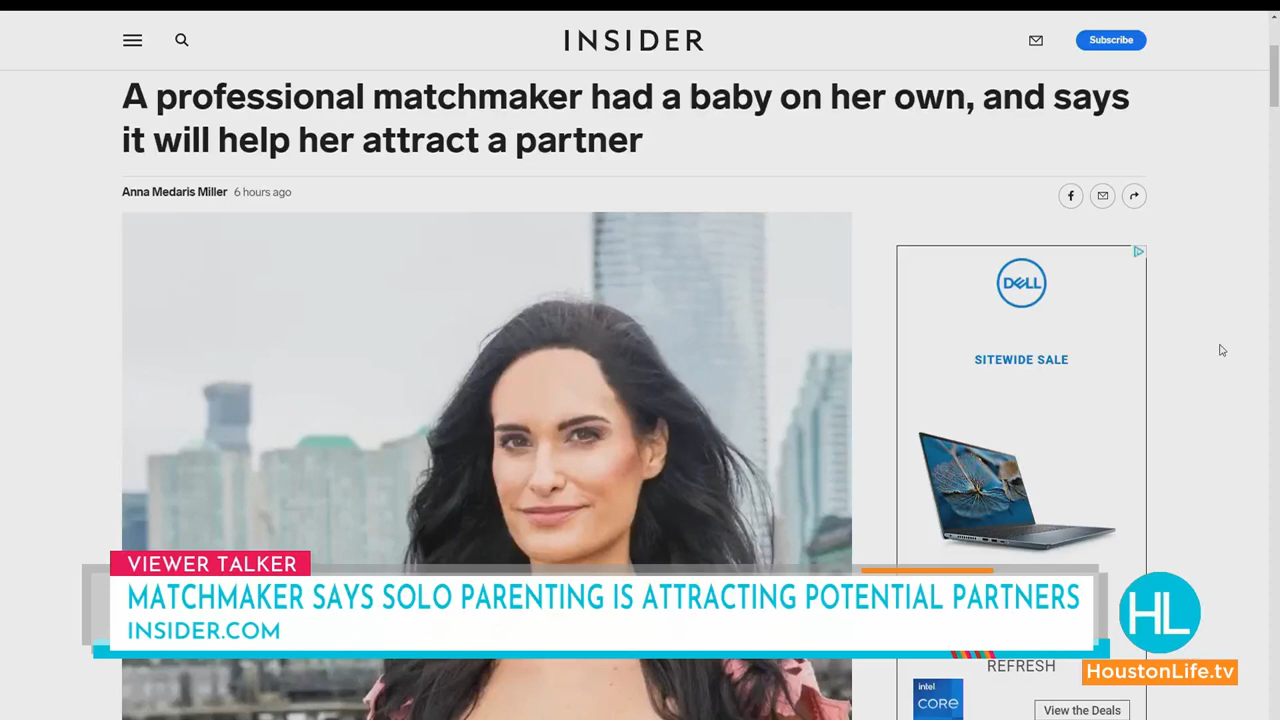 INSIDER
Subscribe
A professional matchmaker had a baby on her own, and says
it will help her attract a partner
Anna Medaris Miller 6 hours ago
DELL
SITEWIDE SALE
VIEWER TALKER
MATCHMAKER SAYS SOLO PARENTING IS ATTRACTING POTENTIAL PARTNERS
INSIDER.COM
HL
HoustonLife.tv
REFRESH
intel
CORE
View the Deals